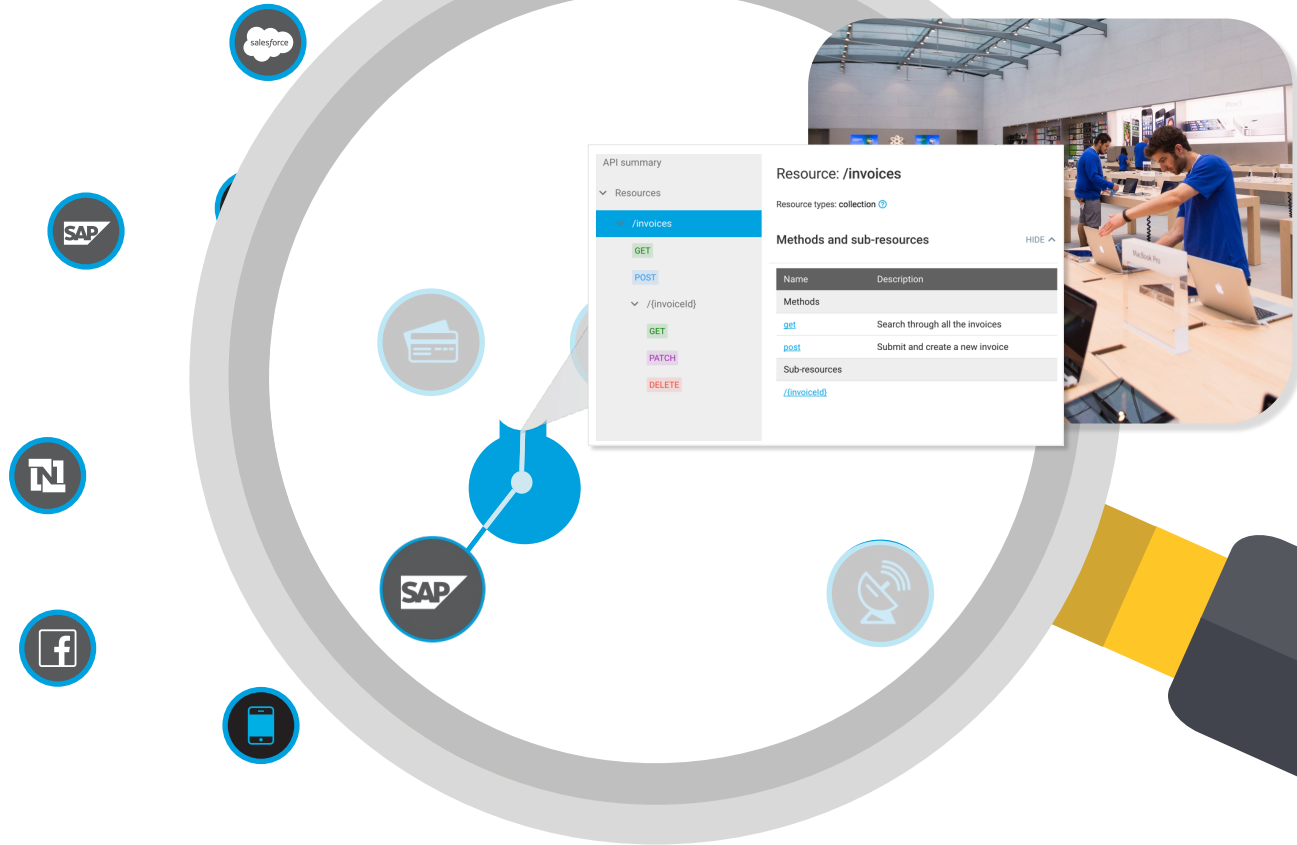 salesforce
SAP
N
f
SAP
API summary
Resources
/invoices
GET
POST
/{invoiceId}
GET
PATCH
DELETE
Resource: /invoices
Resource types: collection ?
Methods and sub-resources
HIDE
Name Description
Methods
get Search through all the invoices
post Submit and create a new invoice
Sub-resources
/{invoiceId}
MacBook Pro